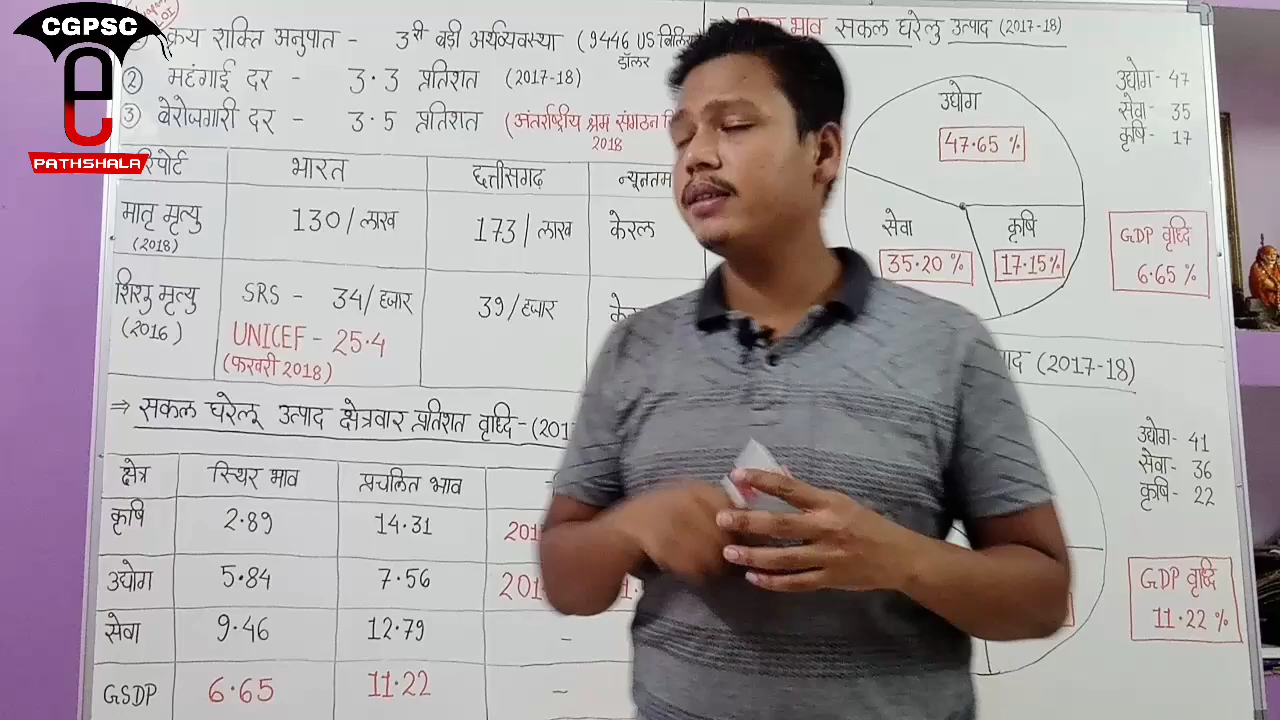 CGPSC
e
PATHSHALA
क्रय शक्ति अनुपात - 3री बड़ी अर्थव्यवस्था (9446 US बिलियन
डॉलर
② महंगाई दर - 3.3 प्रतिशत (2017-18)
③ बेरोजगारी दर - 3.5 प्रतिशत (अंतर्राष्ट्रीय श्रम संगठन
2018
रिपोर्ट भारत छत्तीसगढ़ न्यूनतम
मातृ मृत्यु (2018) 130/लाख 173/लाख केरल
शिशु मृत्यु (2016) SRS - 34/हजार 39/हजार
UNICEF - 25.4
(फरवरी 2018)
⇒ सकल घरेलू उत्पाद क्षेत्रवार प्रतिशत वृध्दि - (201
क्षेत्र स्थिर भाव प्रचलित भाव
कृषि 2.89 14.31 201
उद्योग 5.84 7.56 201
सेवा 9.46 12.79 -
GSDP 6.65 11.22 -
भाव सकल घरेलु उत्पाद (2017-18)
उद्योग
47.65 %
सेवा
35.20 %
कृषि
17.15%
उद्योग - 47
सेवा - 35
कृषि - 17
GDP वृध्दि
6.65 %
(2017-18)
उद्योग - 41
सेवा - 36
कृषि - 22
GDP वृध्दि
11.22 %